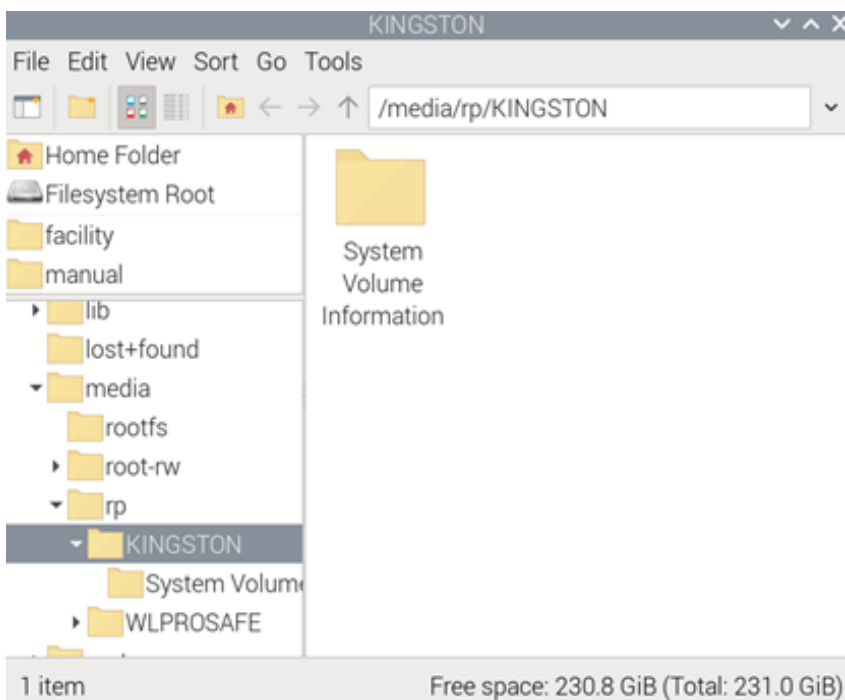 KINGSTON
File Edit View Sort Go Tools
/media/rp/KINGSTON
Home Folder
Filesystem Root
facility
manual
lib
lost+found
media
rootfs
root-rw
rp
KINGSTON
System Volume
WLPROSAFE
System
Volume
Information
1 item
Free space: 230.8 GiB (Total: 231.0 GiB)